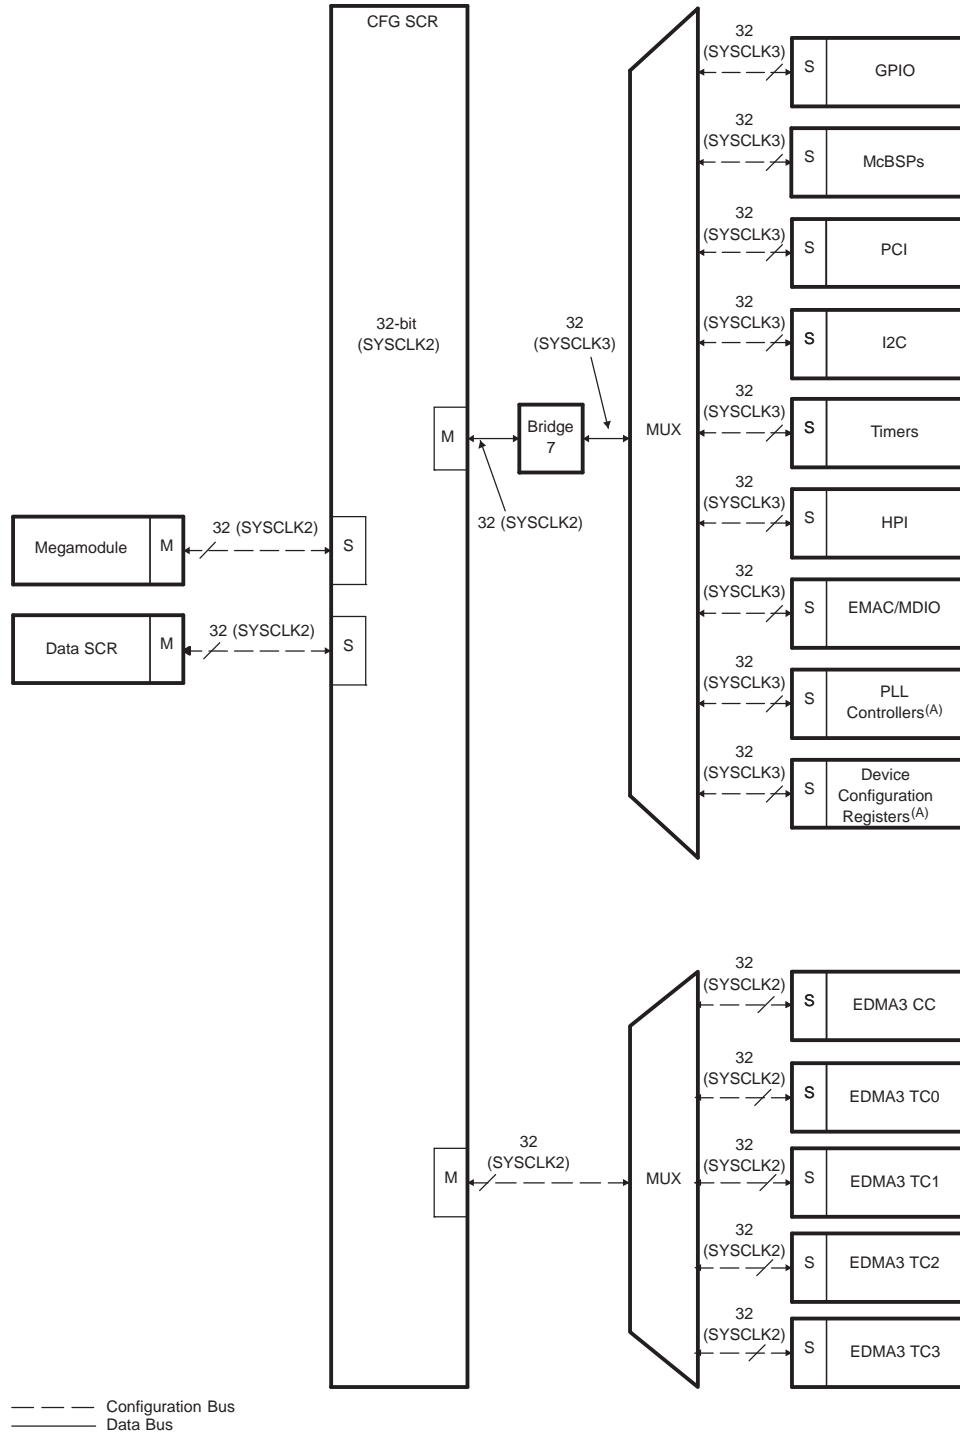 CFG SCR
32-bit
(SYSCLK2)
M
Bridge
7
32
(SYSCLK3)
32 (SYSCLK2)
MUX
Megamodule
M
32 (SYSCLK2)
S
Data SCR
M
32 (SYSCLK2)
S
32
(SYSCLK3)
S
GPIO
32
(SYSCLK3)
S
McBSPs
32
(SYSCLK3)
S
PCI
32
(SYSCLK3)
S
I2C
32
(SYSCLK3)
S
Timers
32
(SYSCLK3)
S
HPI
32
(SYSCLK3)
S
EMAC/MDIO
32
(SYSCLK3)
S
PLL
Controllers(A)
32
(SYSCLK3)
S
Device
Configuration
Registers(A)
M
32
(SYSCLK2)
MUX
32
(SYSCLK2)
S
EDMA3 CC
32
(SYSCLK2)
S
EDMA3 TC0
32
(SYSCLK2)
S
EDMA3 TC1
32
(SYSCLK2)
S
EDMA3 TC2
32
(SYSCLK2)
S
EDMA3 TC3
Configuration Bus
Data Bus